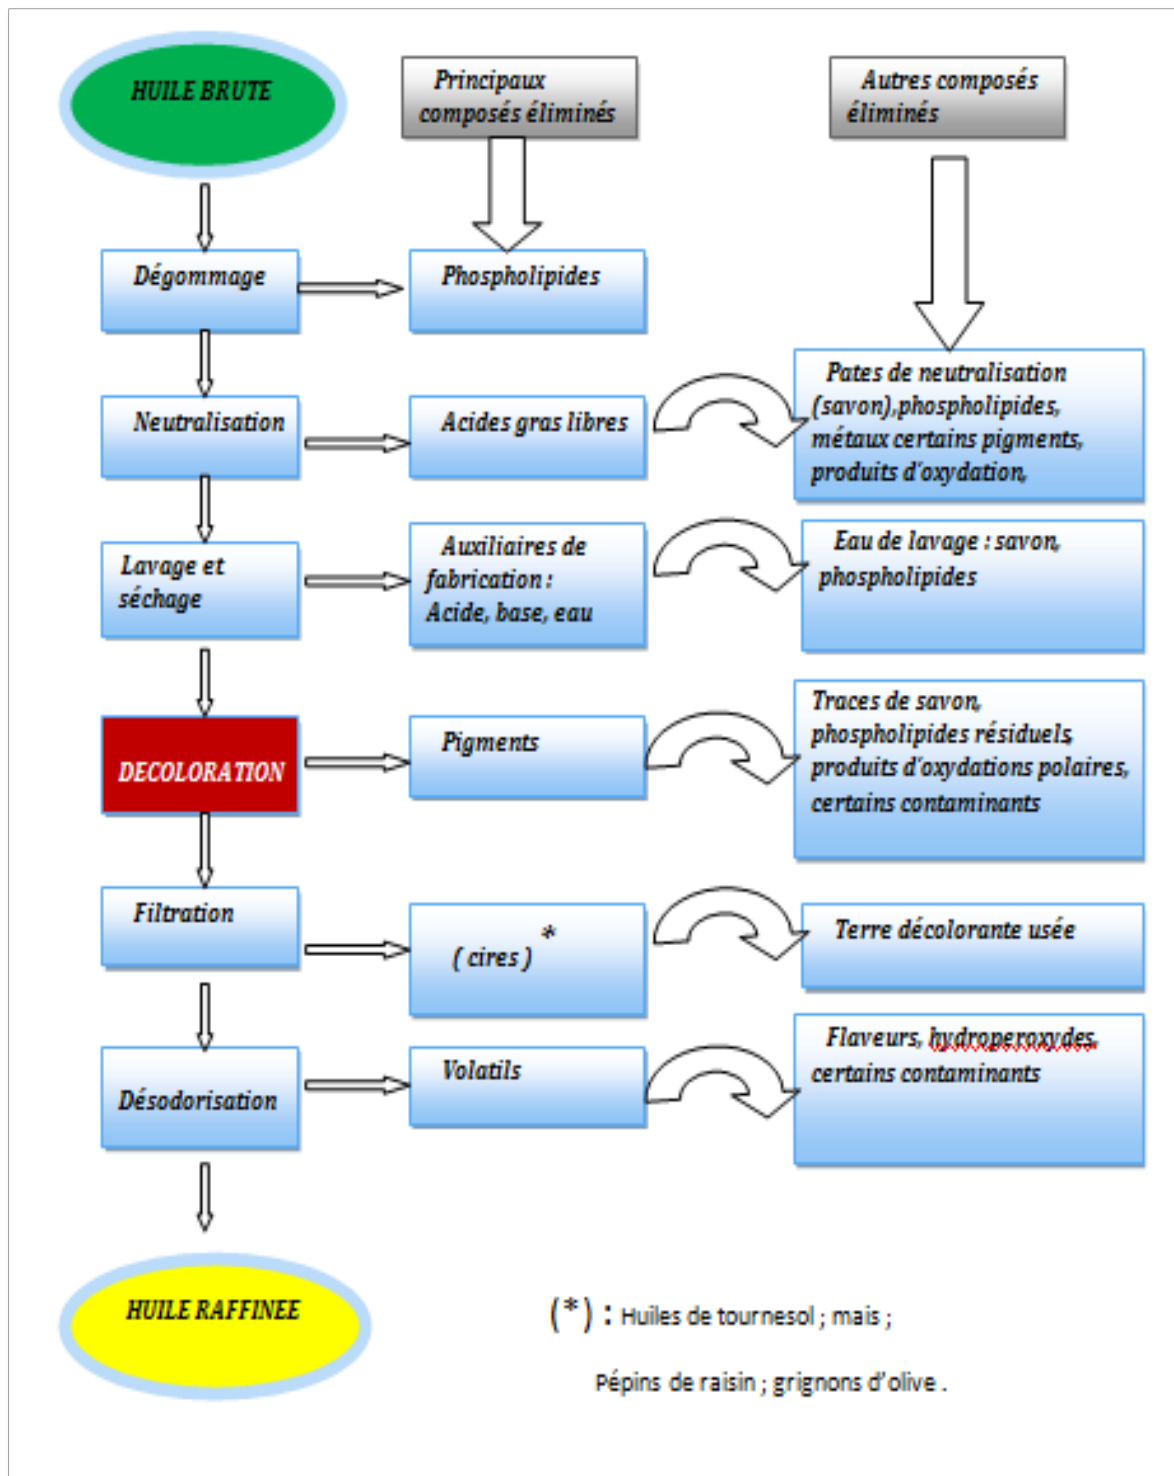 HUILE BRUTE
Principaux
composés éliminés
Autres composés
éliminés
Dégommage
Phospholipides
Neutralisation
Acides gras libres
Pates de neutralisation
(savon),phospholipides,
métaux certains pigments,
produits d'oxydation,
Lavage et
séchage
Auxiliaires de
fabrication :
Acide, base, eau
Eau de lavage : savon,
phospholipides
DECOLORATION
Pigments
Traces de savon,
phospholipides résiduels,
produits d'oxydations polaires,
certains contaminants
Filtration
( cires ) *
Terre décolorante usée
Désodorisation
Volatils
Flaveurs, hydroperoxydes,
certains contaminants
HUILE RAFFINEE
(*) : Huiles de tournesol ; mais ;
Pépins de raisin ; grignons d'olive .